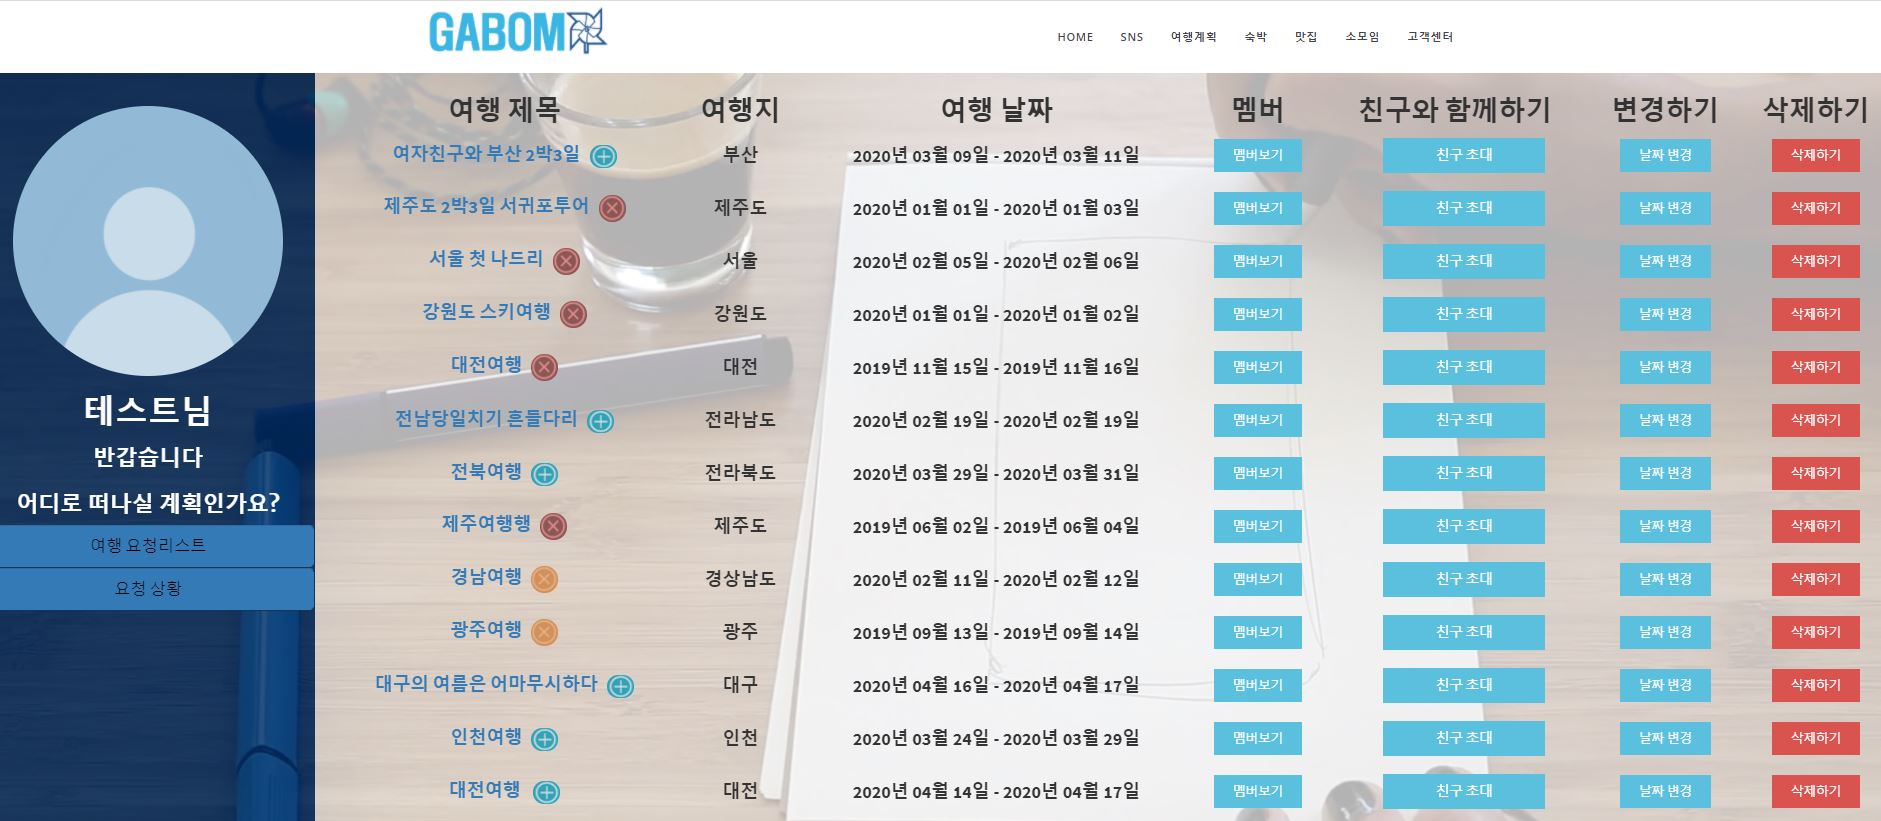 GABOM
HOME SNS 여행계획 숙박 맛집 소모임 고객센터
테스트님
반갑습니다
어디로 떠나실 계획인가요?
여행 요청리스트
요청 상황
여행 제목 여행지 여행 날짜 멤버 친구와 함께하기 변경하기 삭제하기
여자친구와 부산 2박3일 부산 2020년 03월 09일 - 2020년 03월 11일 멤버보기 친구 초대 날짜 변경 삭제하기
제주도 2박3일 서귀포투어 제주도 2020년 01월 01일 - 2020년 01월 03일 멤버보기 친구 초대 날짜 변경 삭제하기
서울 첫 나드리 서울 2020년 02월 05일 - 2020년 02월 06일 멤버보기 친구 초대 날짜 변경 삭제하기
강원도 스키여행 강원도 2020년 01월 01일 - 2020년 01월 02일 멤버보기 친구 초대 날짜 변경 삭제하기
대전여행 대전 2019년 11월 15일 - 2019년 11월 16일 멤버보기 친구 초대 날짜 변경 삭제하기
전남당일치기 흔들다리 전라남도 2020년 02월 19일 - 2020년 02월 19일 멤버보기 친구 초대 날짜 변경 삭제하기
전북여행 전라북도 2020년 03월 29일 - 2020년 03월 31일 멤버보기 친구 초대 날짜 변경 삭제하기
제주여행행 제주도 2019년 06월 02일 - 2019년 06월 04일 멤버보기 친구 초대 날짜 변경 삭제하기
경남여행 경상남도 2020년 02월 11일 - 2020년 02월 12일 멤버보기 친구 초대 날짜 변경 삭제하기
광주여행 광주 2019년 09월 13일 - 2019년 09월 14일 멤버보기 친구 초대 날짜 변경 삭제하기
대구의 여름은 어마무시하다 대구 2020년 04월 16일 - 2020년 04월 17일 멤버보기 친구 초대 날짜 변경 삭제하기
인천여행 인천 2020년 03월 24일 - 2020년 03월 29일 멤버보기 친구 초대 날짜 변경 삭제하기
대전여행 대전 2020년 04월 14일 - 2020년 04월 17일 멤버보기 친구 초대 날짜 변경 삭제하기